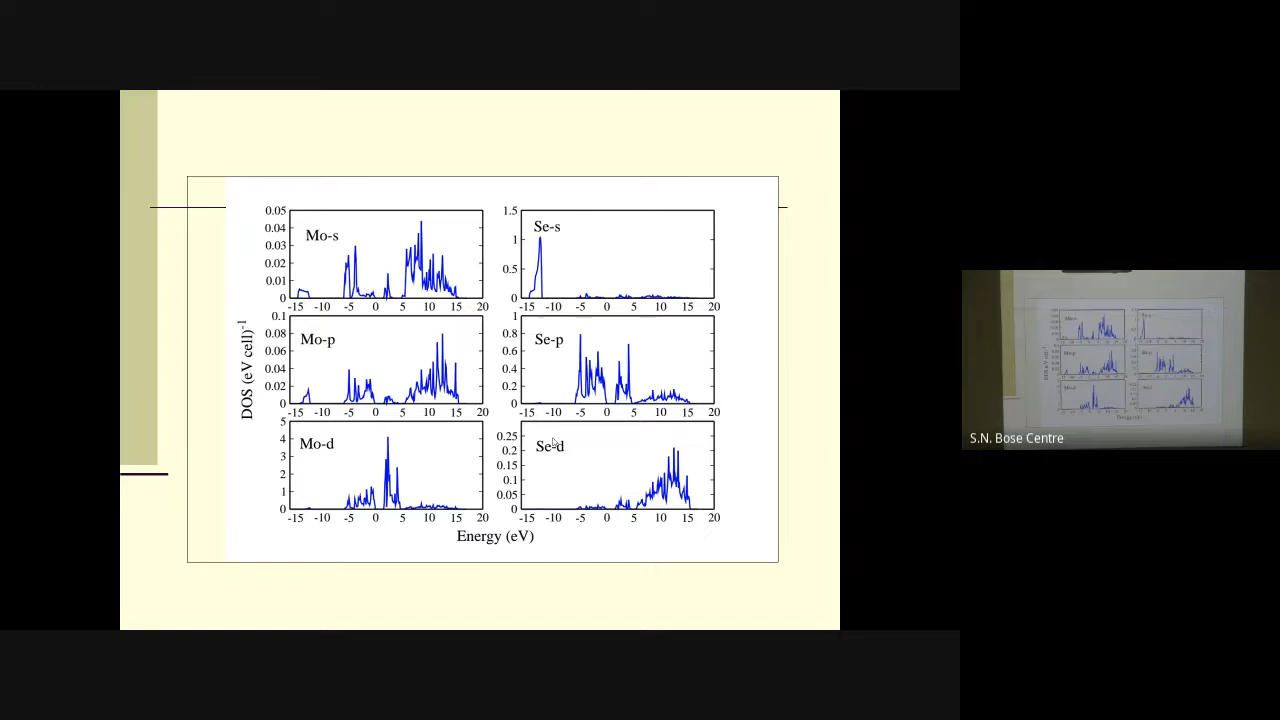 Mo-s
0.05
0.04
0.03
0.02
0.01
0
-15 -10 -5 0 5 10 15 20
Se-s
1.5
1
0.5
0
-15 -10 -5 0 5 10 15 20
Mo-p
0.1
0.08
0.06
0.04
0.02
0
-15 -10 -5 0 5 10 15 20
Se-p
1
0.8
0.6
0.4
0.2
0
-15 -10 -5 0 5 10 15 20
Mo-d
5
4
3
2
1
0
-15 -10 -5 0 5 10 15 20
Se-d
0.25
0.2
0.15
0.1
0.05
0
-15 -10 -5 0 5 10 15 20
DOS (eV cell)-1
Energy (eV)
S.N. Bose Centre